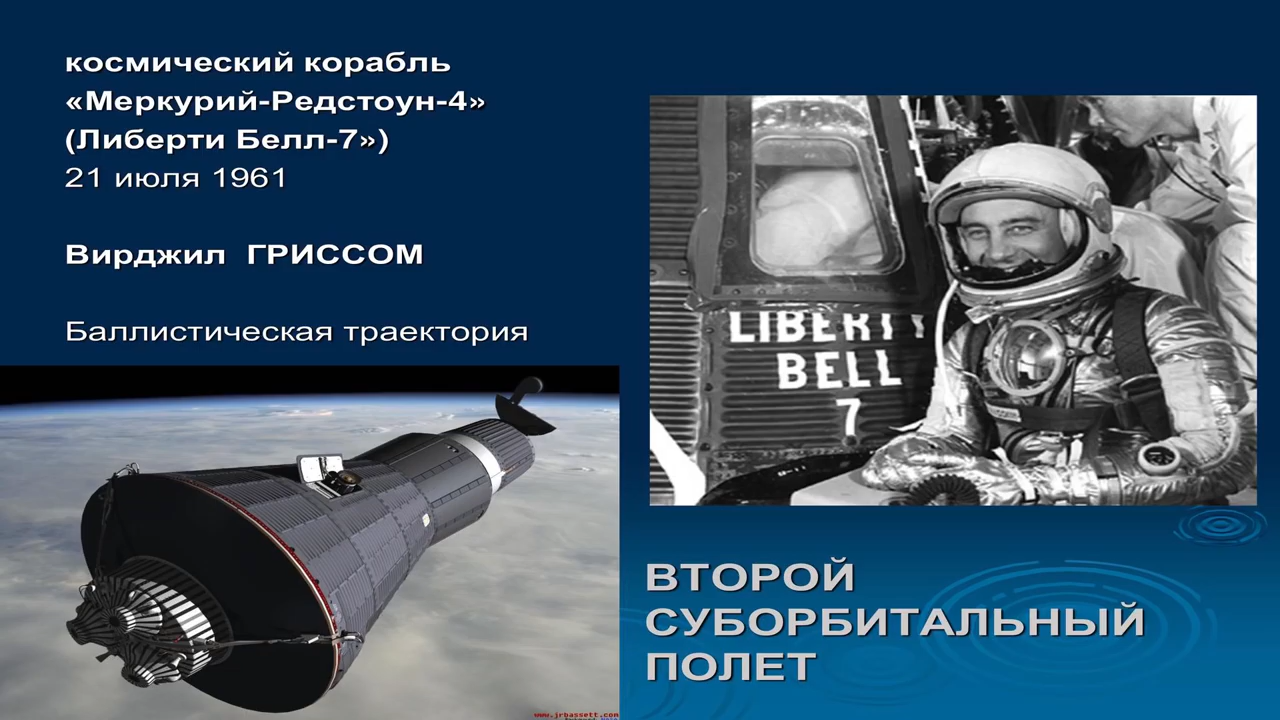 космический корабль
«Меркурий-Редстоун-4»
(Либерти Белл-7»)
21 июля 1961
Вирджил ГРИССОМ
Баллистическая траектория
LIBERTY
BELL
7
ВТОРОЙ
СУБОРБИТАЛЬНЫЙ
ПОЛЕТ
www.jrbassett.com